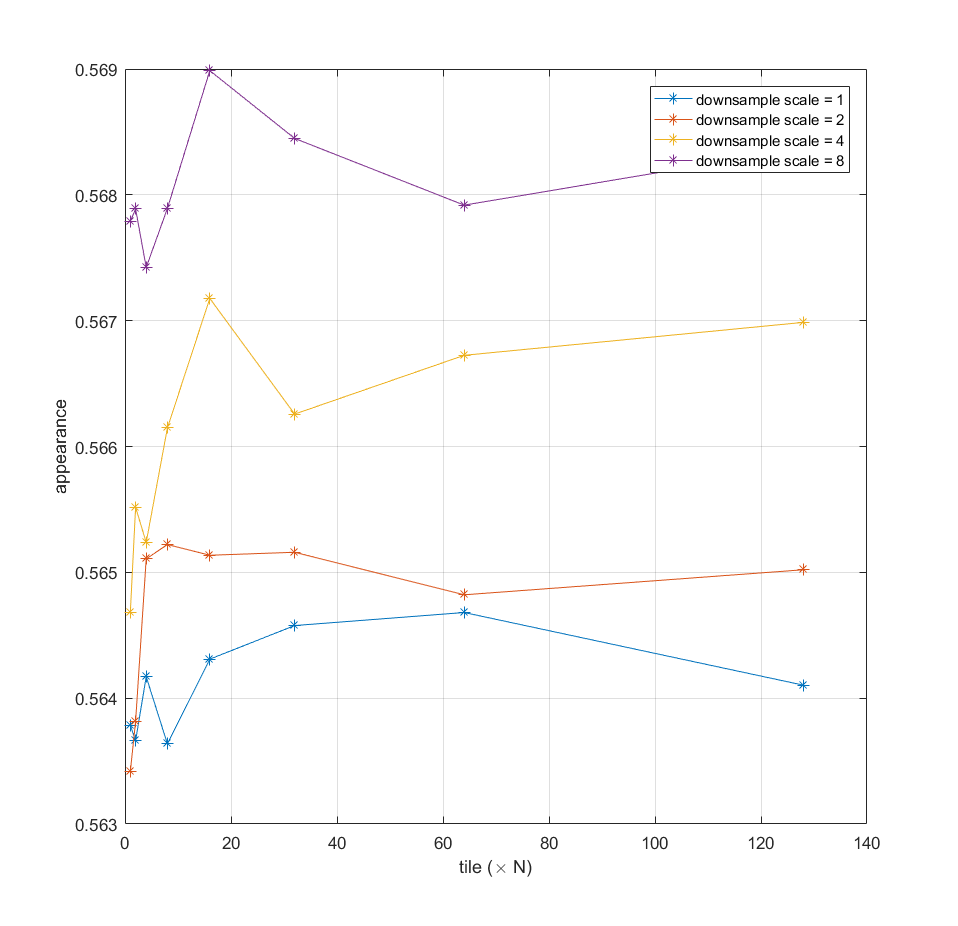 0.569
0.568
0.567
0.566
0.565
0.564
0.563
appearance
downsample scale = 1
downsample scale = 2
downsample scale = 4
downsample scale = 8
0 20 40 60 80 100 120 140
tile (× N)